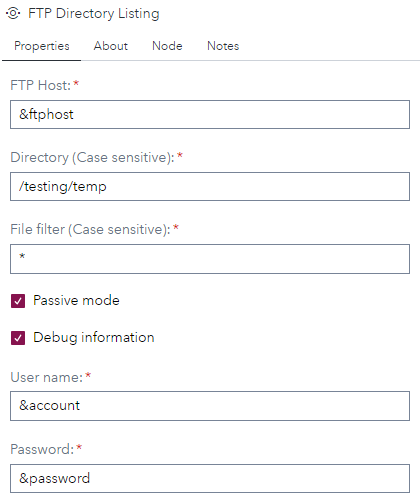 FTP Directory Listing
Properties About Node Notes
FTP Host:*
&ftphost
Directory (Case sensitive):*
/testing/temp
File filter (Case sensitive):*
*
Passive mode
Debug information
User name:*
&account
Password:*
&password